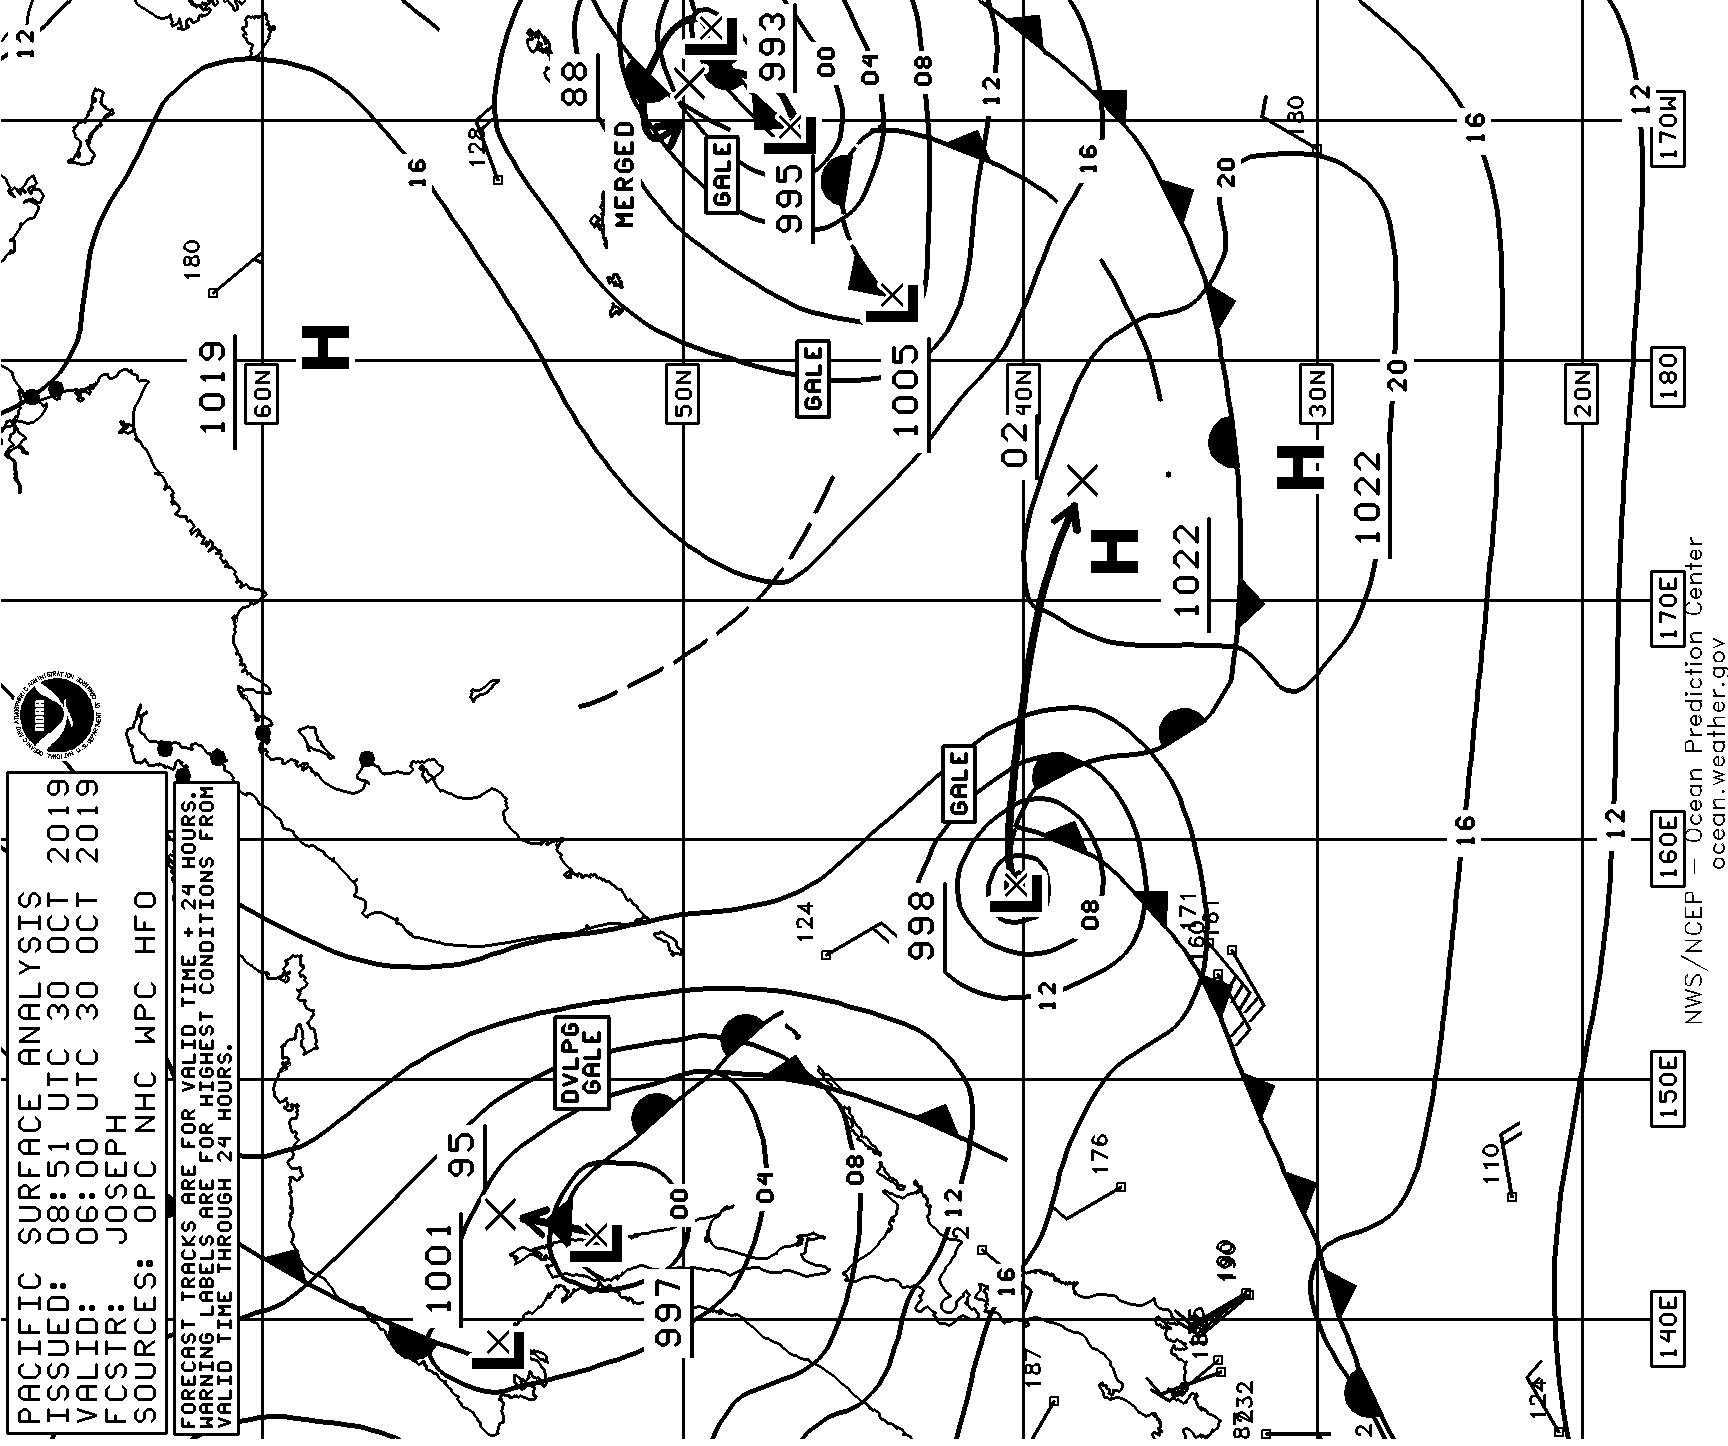 PACIFIC SURFACE ANALYSIS
ISSUED: 08:51 UTC 30 OCT 2019
VALID: 06:00 UTC 30 OCT 2019
FCSTR: JOSEPH
SOURCES: OPC NHC WPC HFO
FORECAST TRACKS ARE FOR VALID TIME + 24 HOURS.
WARNING LABELS ARE FOR HIGHEST CONDITIONS FROM
VALID TIME THROUGH 24 HOURS.
12
16
180
1019
H
60N
128
88
MERGED
GALE
993
995
00
04
08
12
16
GALE
1005
50N
40N
02
H
1022
20
180
30N
H
1022
20
16
12
20N
170W
180
170E
160E
150E
140E
GALE
998
124
08
12
171
160
DVLPG
GALE
95
1001
997
00
04
08
12
16
176
190
187
232
110
124
16
12
NWS/NCEP – Ocean Prediction Center
ocean.weather.gov